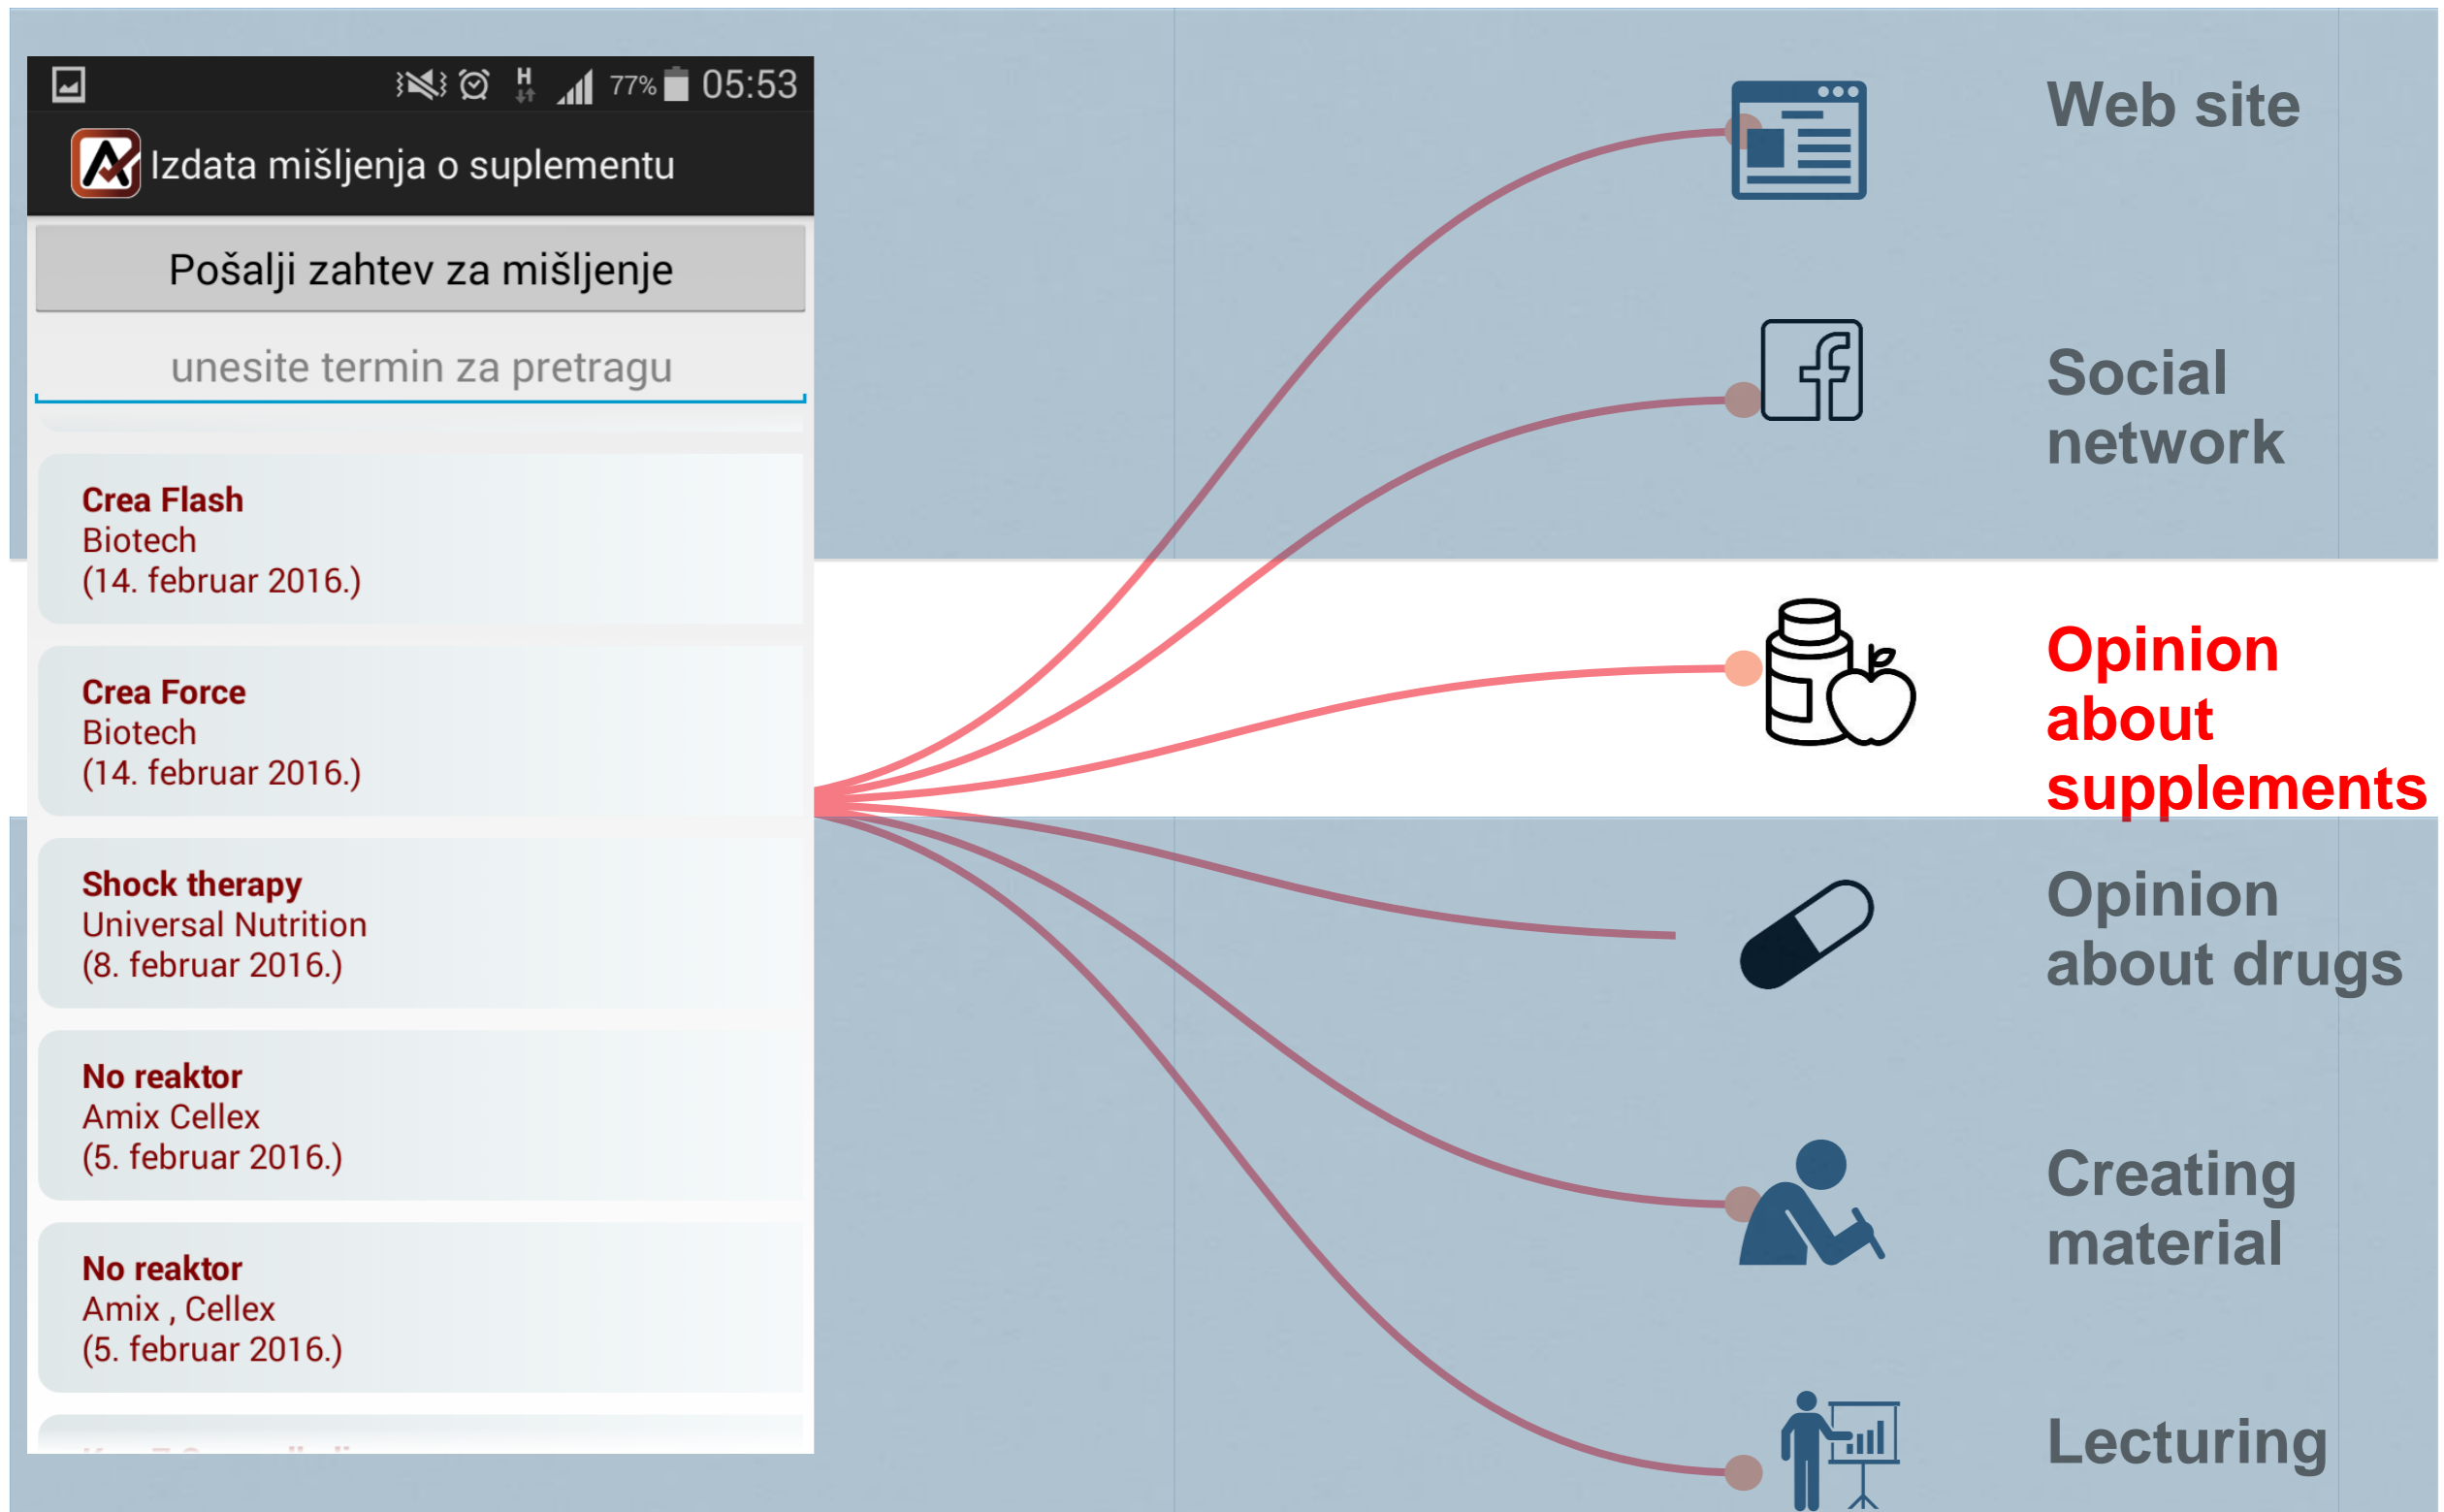 77% 05:53
Izdata mišljenja o suplementu
Pošalji zahtev za mišljenje
unesite termin za pretragu
Crea Flash
Biotech
(14. februar 2016.)
Crea Force
Biotech
(14. februar 2016.)
Shock therapy
Universal Nutrition
(8. februar 2016.)
No reaktor
Amix Cellex
(5. februar 2016.)
No reaktor
Amix , Cellex
(5. februar 2016.)
Web site
Social
network
Opinion
about
supplements
Opinion
about drugs
Creating
material
Lecturing